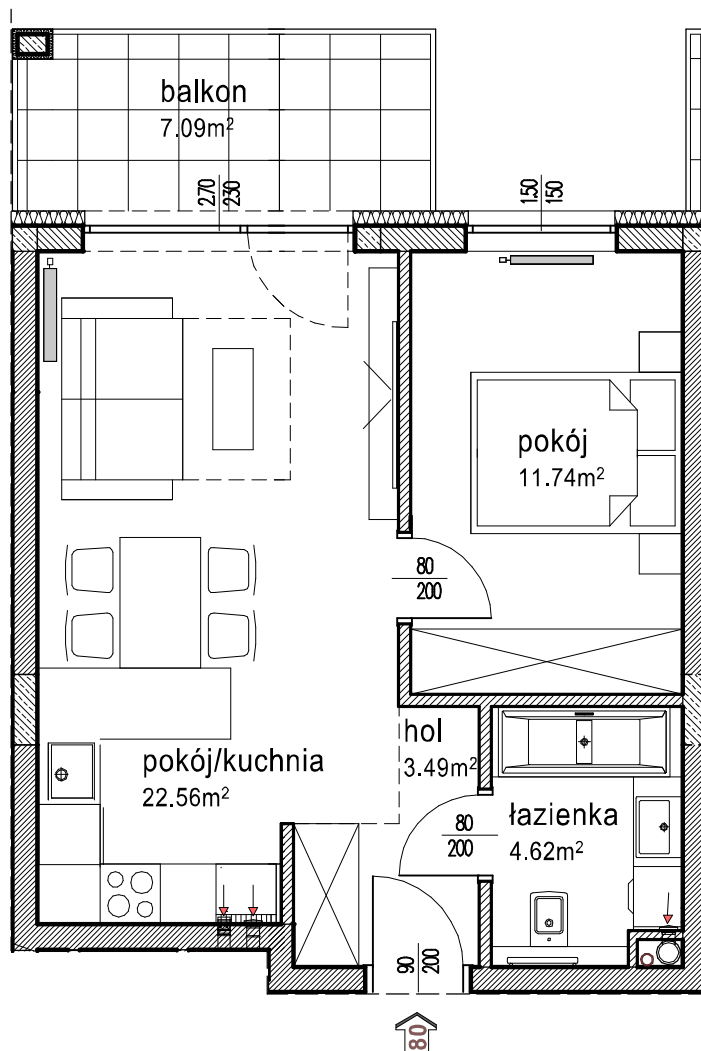 balkon
7.09m²
270
230
150
150
pokój
11.74m²
80
200
hol
3.49m²
pokój/kuchnia
22.56m²
łazienka
4.62m²
80
200
90
200
80